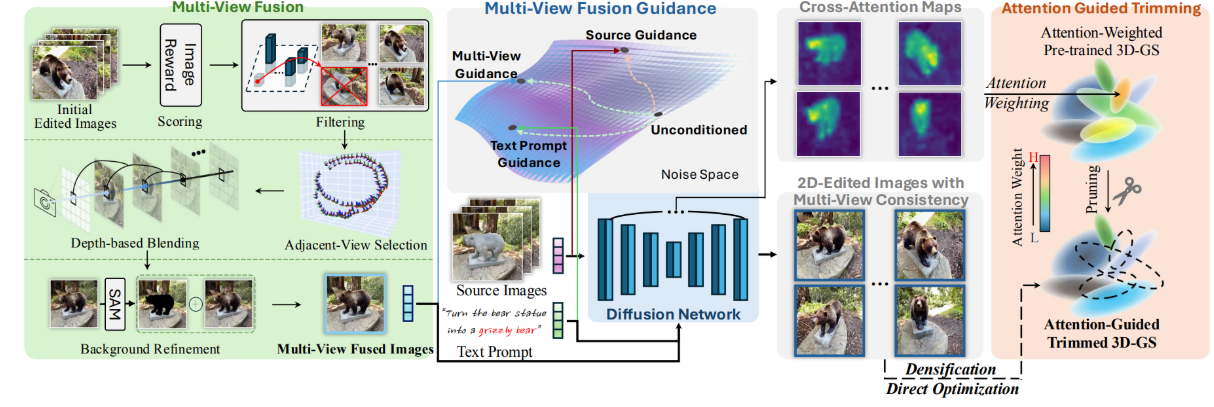 Multi-View Fusion
Initial
Edited Images
Image
Reward
Scoring
Filtering
Depth-based Blending
Adjacent-View Selection
SAM
Background Refinement
Multi-View Fused Images
Multi-View Fusion Guidance
Source Guidance
Multi-View
Guidance
Unconditioned
Text Prompt
Guidance
Noise Space
Source Images
"Turn the bear statue
into a grizzly bear"
Text Prompt
Diffusion Network
Cross-Attention Maps
2D-Edited Images with
Multi-View Consistency
Densification
Direct Optimization
Attention Guided Trimming
Attention-Weighted
Pre-trained 3D-GS
Attention
Weighting
H
Attention Weight
L
Pruning
Attention-Guided
Trimmed 3D-GS